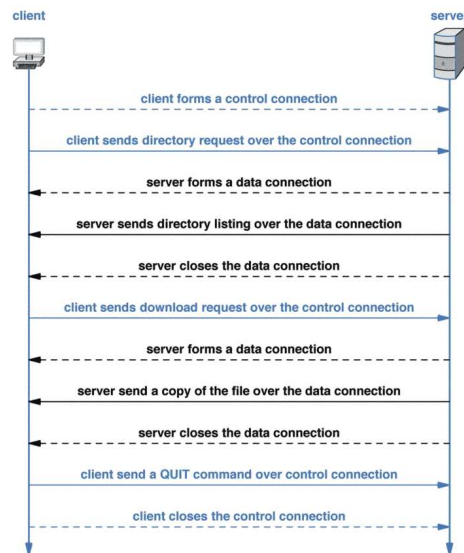 client
server
client forms a control connection
client sends directory request over the control connection
server forms a data connection
server sends directory listing over the data connection
server closes the data connection
client sends download request over the control connection
server forms a data connection
server send a copy of the file over the data connection
server closes the data connection
client send a QUIT command over control connection
client closes the control connection